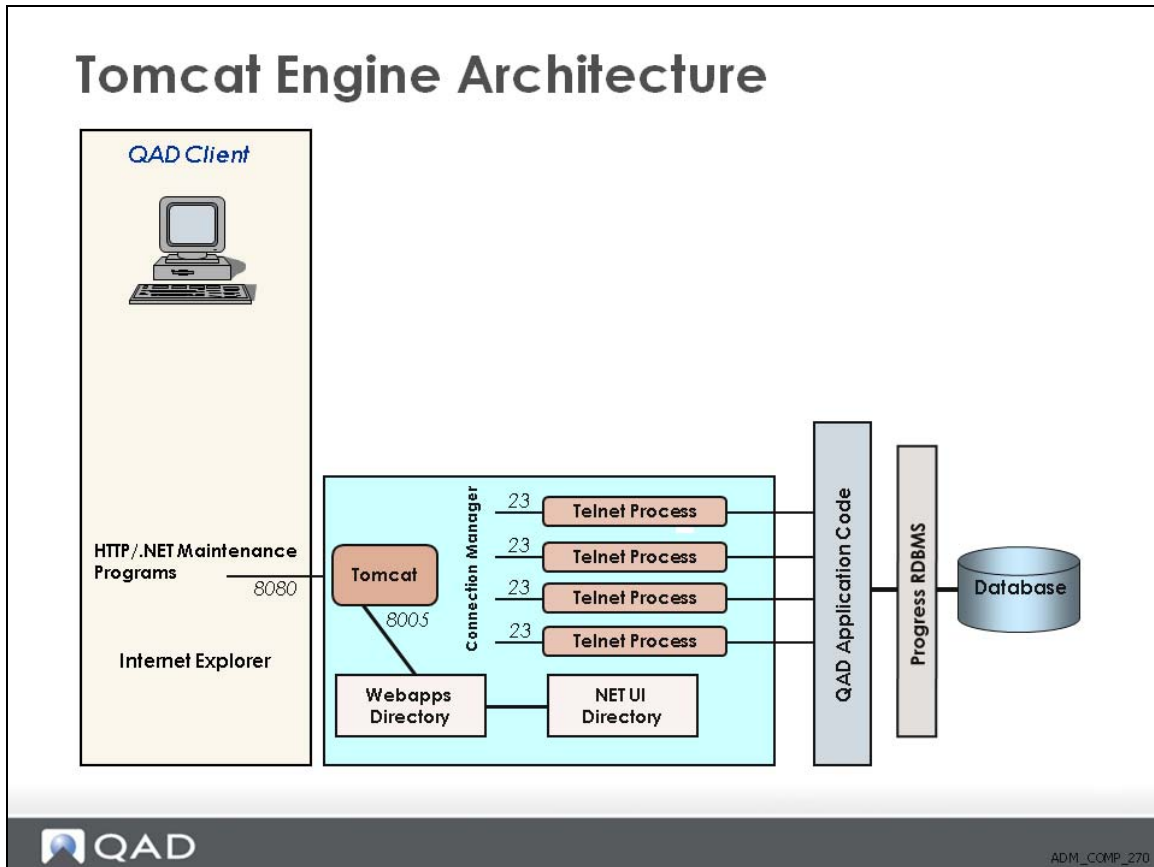 Tomcat Engine Architecture
QAD Client
HTTP/.NET Maintenance
Programs
8080
Internet Explorer
Tomcat
8005
Connection Manager
23
Telnet Process
23
Telnet Process
23
Telnet Process
23
Telnet Process
Webapps
Directory
NET UI
Directory
QAD Application Code
Progress RDBMS
Database
QAD
ADM_COMP_270